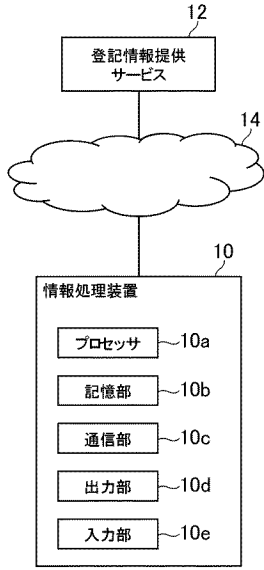 12
登記情報提供
サービス
14
10
情報処理装置
プロセッサ 10a
記憶部 10b
通信部 10c
出力部 10d
入力部 10e